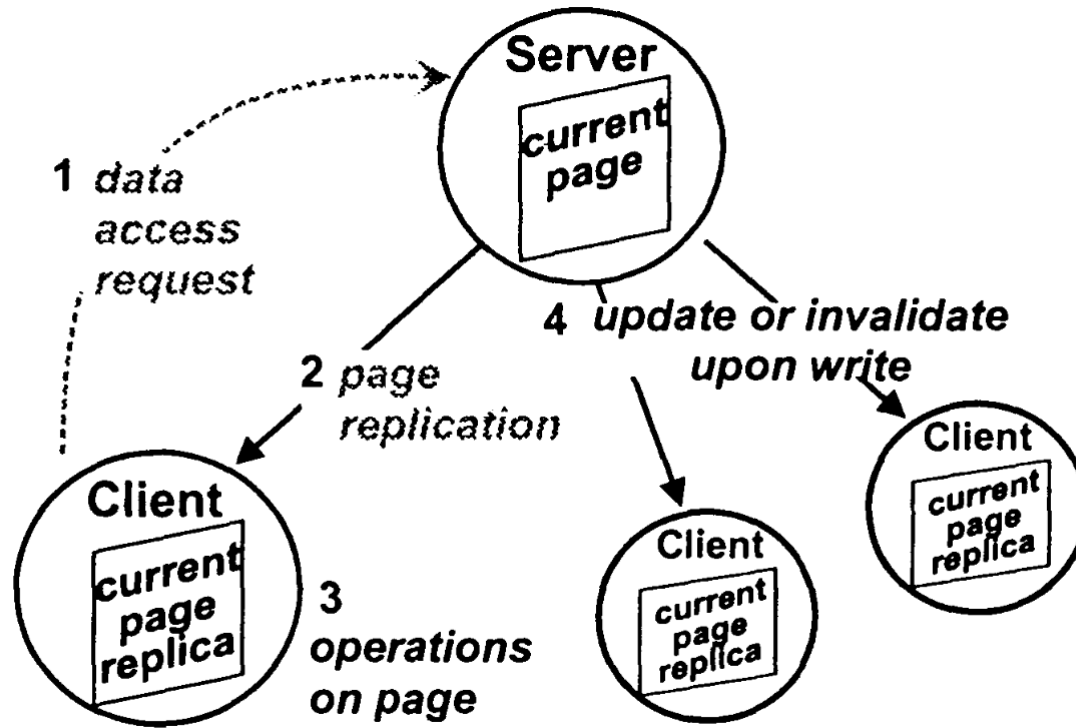 Server
current
page
1 data
access
request
4 update or invalidate
upon write
2 page
replication
Client
current
page
replica
3
operations
on page
Client
current
page
replica
Client
current
page
replica